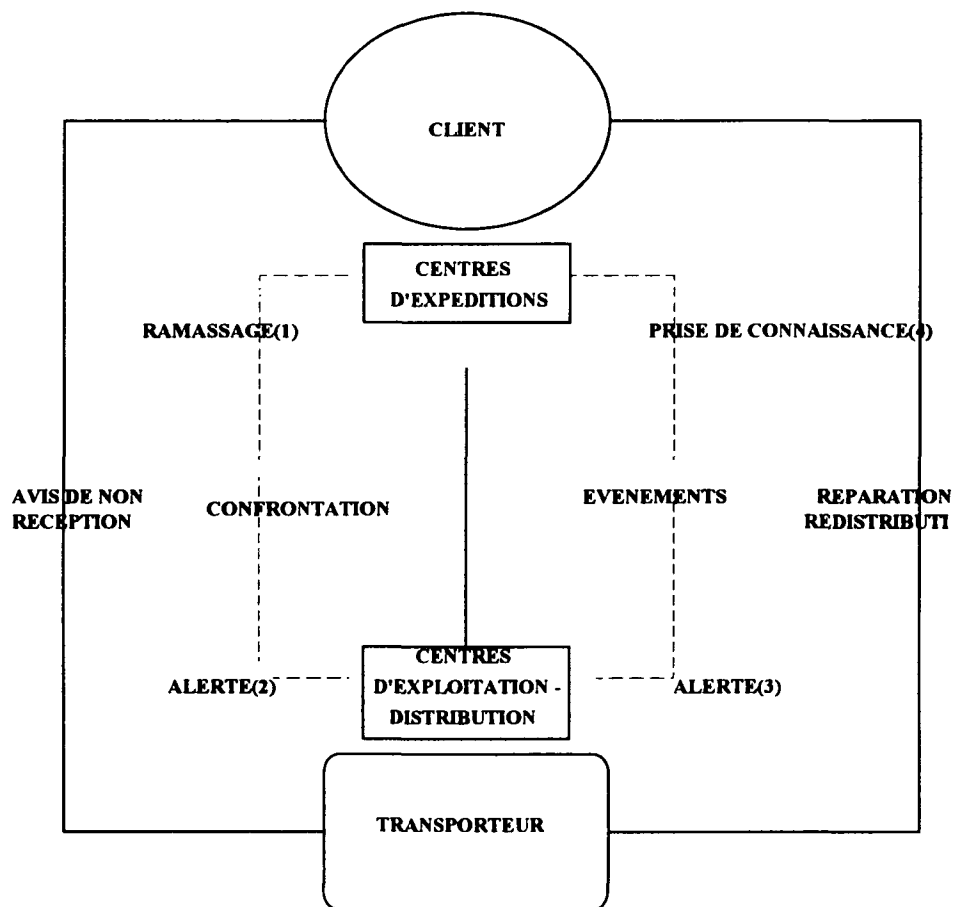 CLIENT
CENTRES
D'EXPEDITIONS
RAMASSAGE(1)
PRISE DE CONNAISSANCE(4)
AVIS DE NON
RECEPTION
CONFRONTATION
EVENEMENTS
REPARATION
REDISTRIBUTI
ALERTE(2)
CENTRES
D'EXPLOITATION -
DISTRIBUTION
ALERTE(3)
TRANSPORTEUR